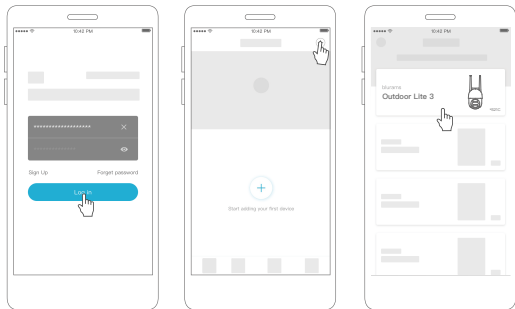 10:42 PM
*******************
Sign Up
Forget password
Log in
10:42 PM
Start adding your first device
10:42 PM
blurams
Outdoor Lite 3